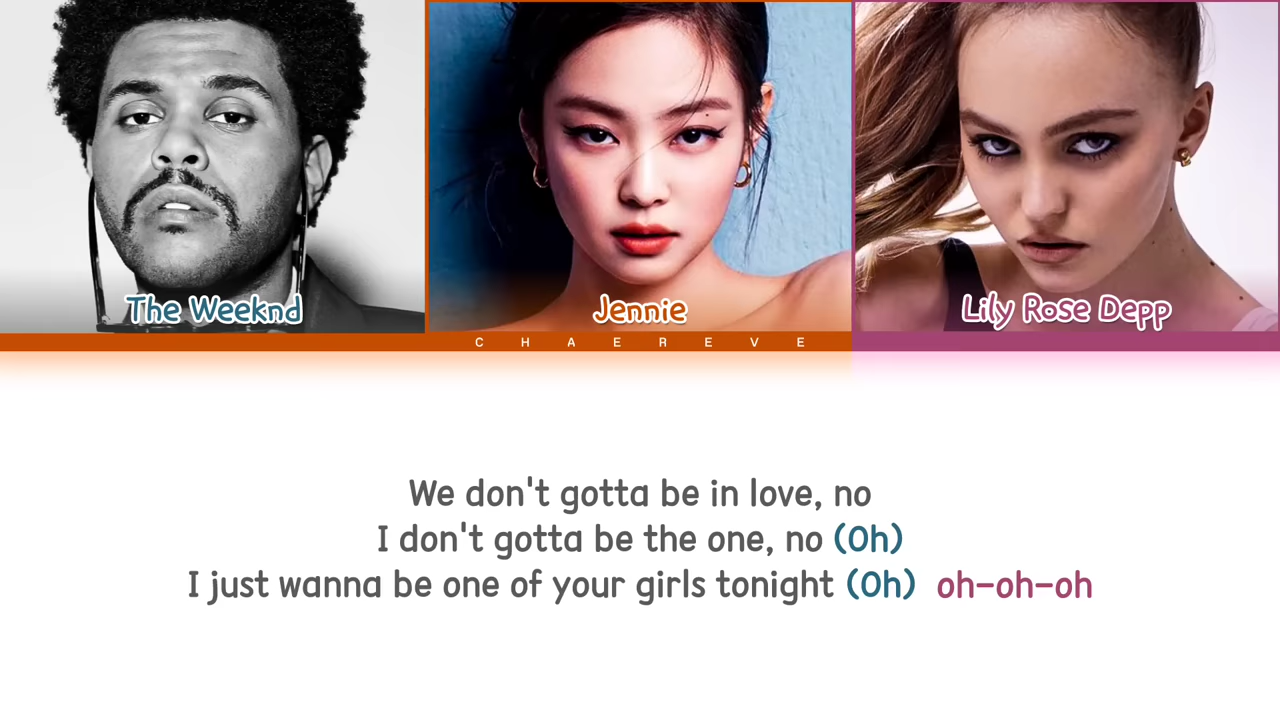 The Weeknd
Jennie
Lily Rose Depp
C H A E R E V E
We don't gotta be in love, no
I don't gotta be the one, no (Oh)
I just wanna be one of your girls tonight (Oh) oh-oh-oh